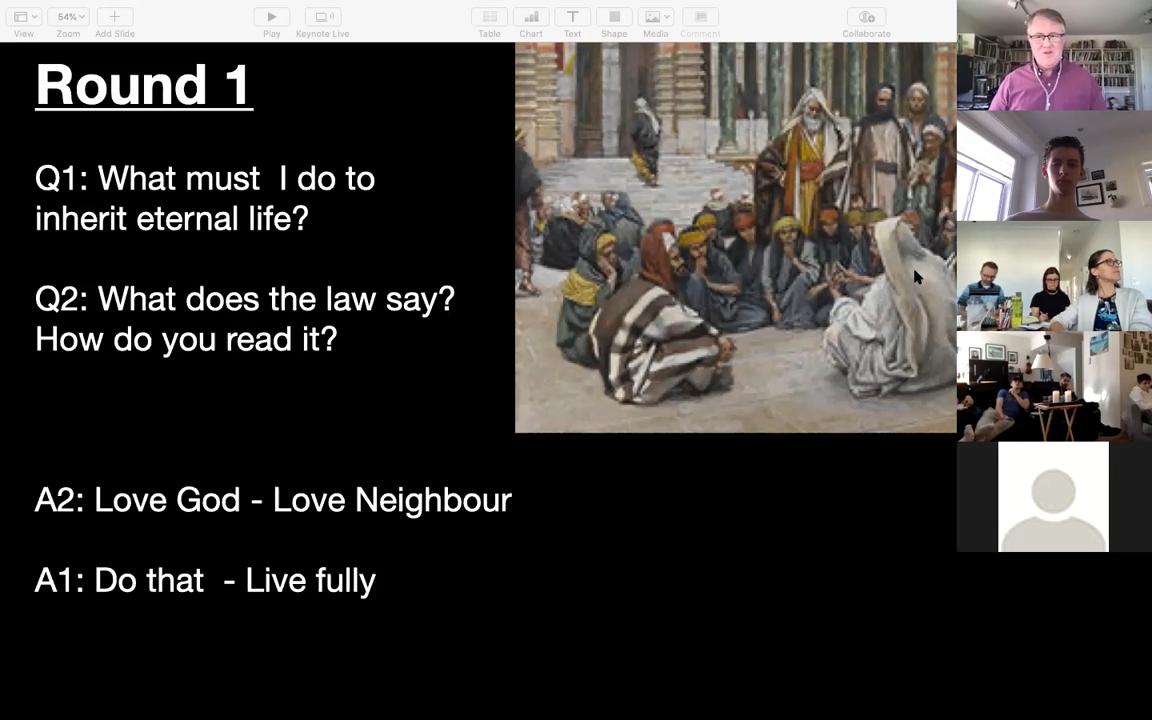 View
54%
Zoom
Add Slide
Play
Keynote Live
Table
Chart
Text
Shape
Media
Comment
Collaborate
Round 1
Q1: What must I do to
inherit eternal life?
Q2: What does the law say?
How do you read it?
A2: Love God - Love Neighbour
A1: Do that - Live fully